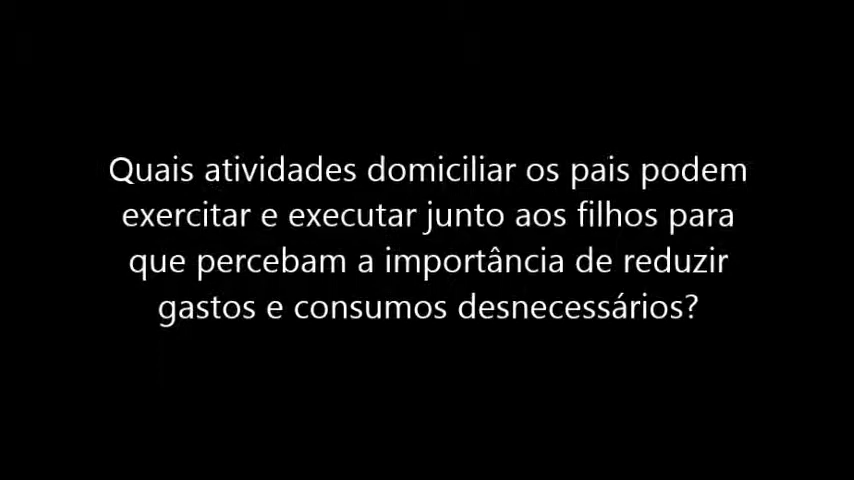 Quais atividades domiciliar os pais podem
exercitar e executar junto aos filhos para
que percebam a importância de reduzir
gastos e consumos desnecessários?